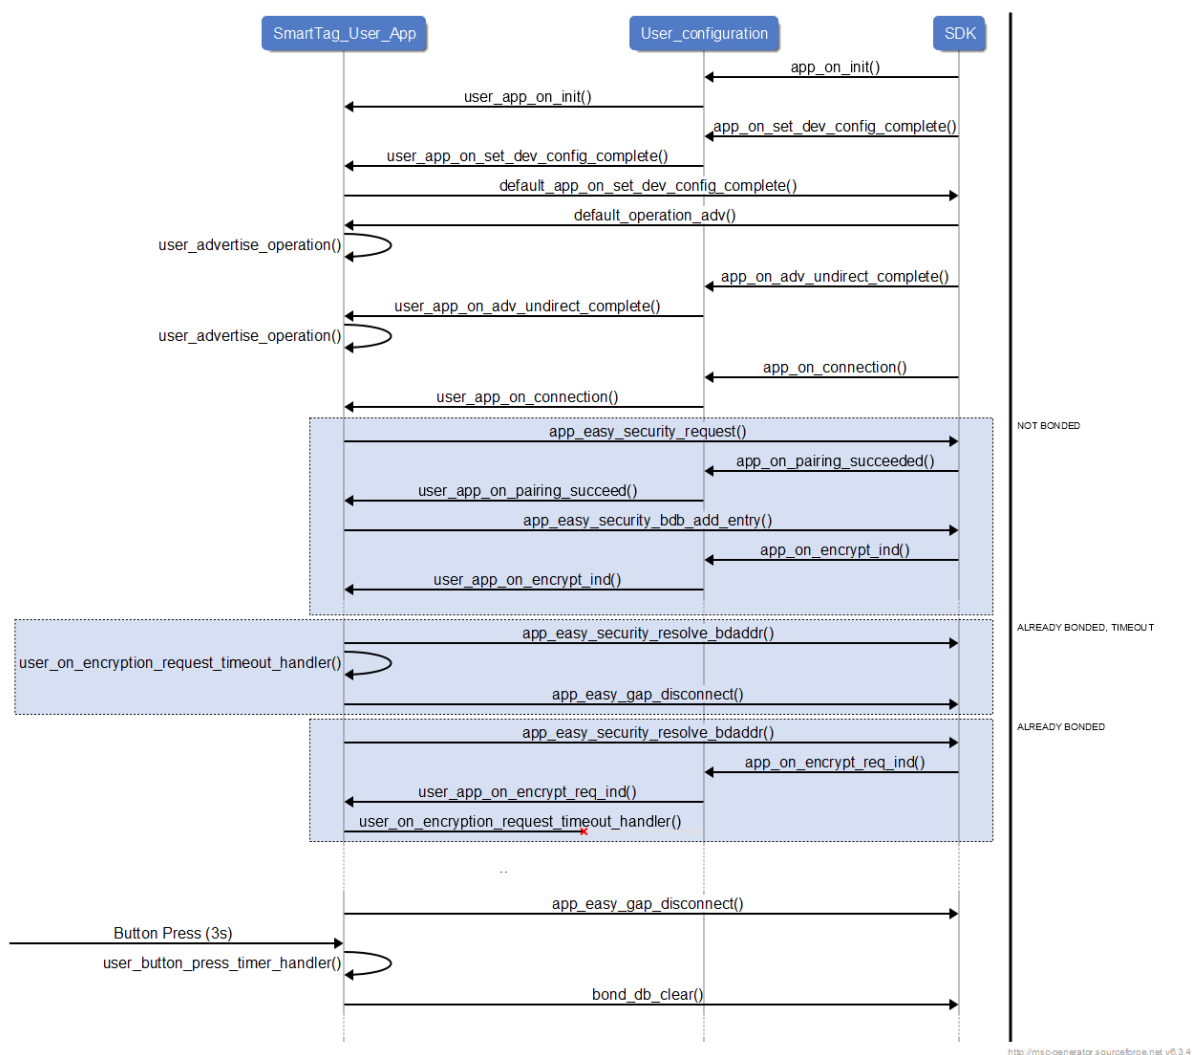 SmartTag_User_App
User_configuration
SDK
app_on_init()
user_app_on_init()
app_on_set_dev_config_complete()
user_app_on_set_dev_config_complete()
default_app_on_set_dev_config_complete()
default_operation_adv()
user_advertise_operation()
app_on_adv_undirect_complete()
user_app_on_adv_undirect_complete()
user_advertise_operation()
app_on_connection()
user_app_on_connection()
NOT BONDED
app_easy_security_request()
app_on_pairing_succeeded()
user_app_on_pairing_succeed()
app_easy_security_bdb_add_entry()
app_on_encrypt_ind()
user_app_on_encrypt_ind()
ALREADY BONDED, TIMEOUT
app_easy_security_resolve_bdaddr()
user_on_encryption_request_timeout_handler()
app_easy_gap_disconnect()
ALREADY BONDED
app_easy_security_resolve_bdaddr()
app_on_encrypt_req_ind()
user_app_on_encrypt_req_ind()
user_on_encryption_request_timeout_handler()
..
app_easy_gap_disconnect()
Button Press (3s)
user_button_press_timer_handler()
bond_db_clear()
http://msc-generator.sourceforge.net v6.3.4